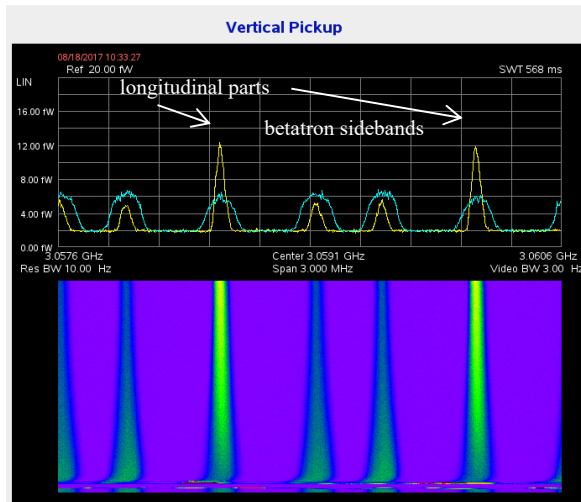 Vertical Pickup
08/18/2017 10:33:27
Ref 20.00 fW
SWT 568 ms
LIN
longitudinal parts
16.00 fW
betatron sidebands
12.00 fW
8.00 fW
4.00 fW
0.00 fW
3.0576 GHz
Center 3.0591 GHz
3.0606 GHz
Res BW 10.00 Hz
Span 3.000 MHz
Video BW 3.00 Hz